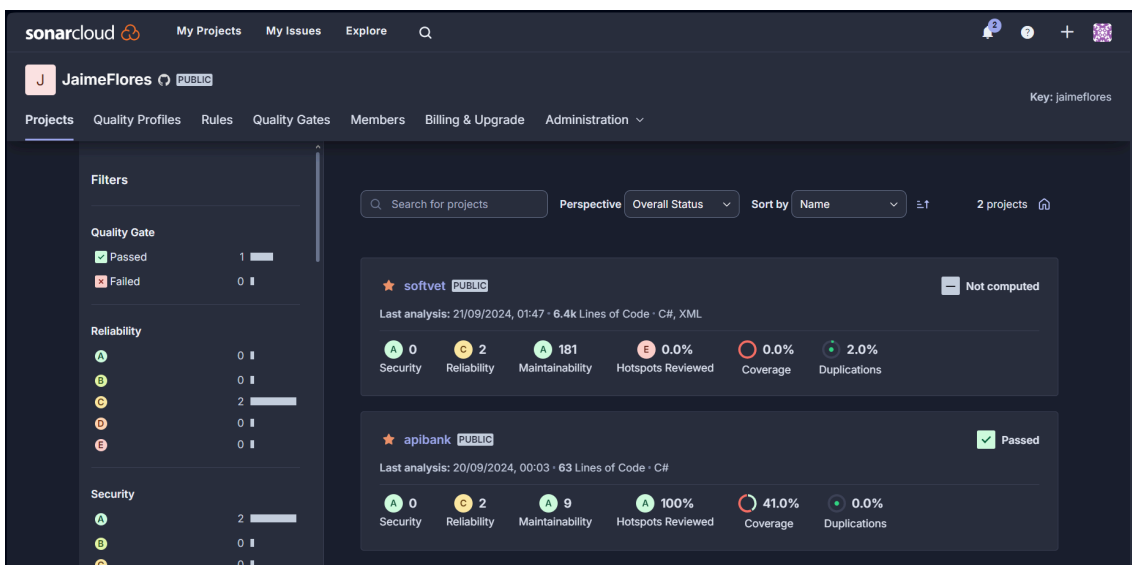 sonarcloud My Projects My Issues Explore 2 ?
J JaimeFlores PUBLIC
Key: jaimeflores
Projects Quality Profiles Rules Quality Gates Members Billing & Upgrade Administration
Filters
Quality Gate
Passed 1
Failed 0
Reliability
A 0
B 0
C 2
D 0
E 0
Security
A 2
B 0
C 0
Search for projects Perspective Overall Status Sort by Name 2 projects
softvet PUBLIC Not computed
Last analysis: 21/09/2024, 01:47 · 6.4k Lines of Code · C#, XML
A 0 C 2 A 181 E 0.0% 0.0% 2.0%
Security Reliability Maintainability Hotspots Reviewed Coverage Duplications
apibank PUBLIC Passed
Last analysis: 20/09/2024, 00:03 · 63 Lines of Code · C#
A 0 C 2 A 9 A 100% 41.0% 0.0%
Security Reliability Maintainability Hotspots Reviewed Coverage Duplications